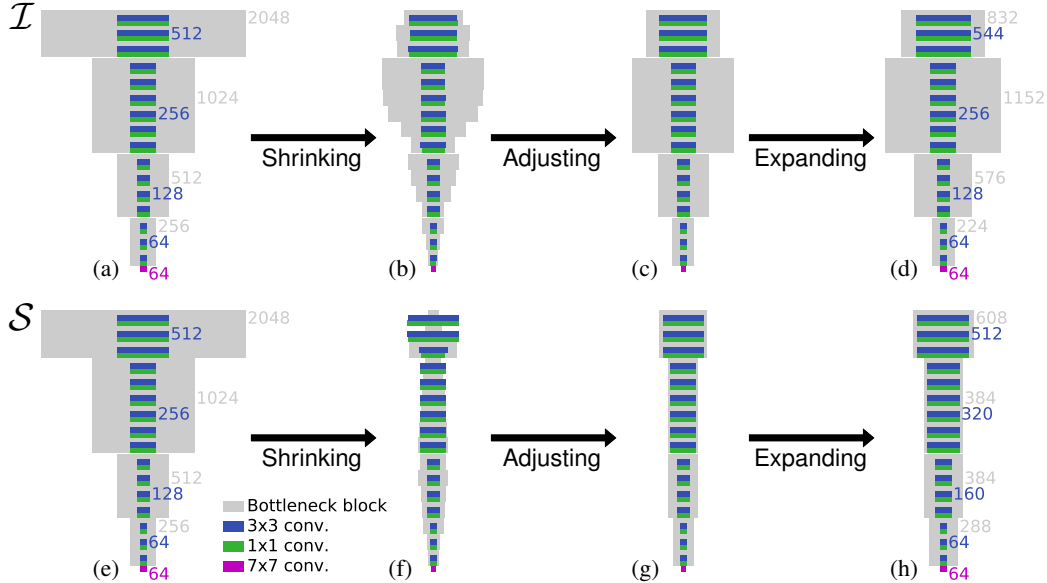 I
2048
512
1024
256
512
128
256
64
64
(a)
Shrinking
(b)
Adjusting
(c)
Expanding
832
544
1152
256
576
128
224
64
64
(d)
S
2048
512
1024
256
512
128
256
64
64
(e)
Shrinking
Bottleneck block
3x3 conv.
1x1 conv.
7x7 conv.
(f)
Adjusting
(g)
Expanding
608
512
384
320
384
160
288
64
64
(h)